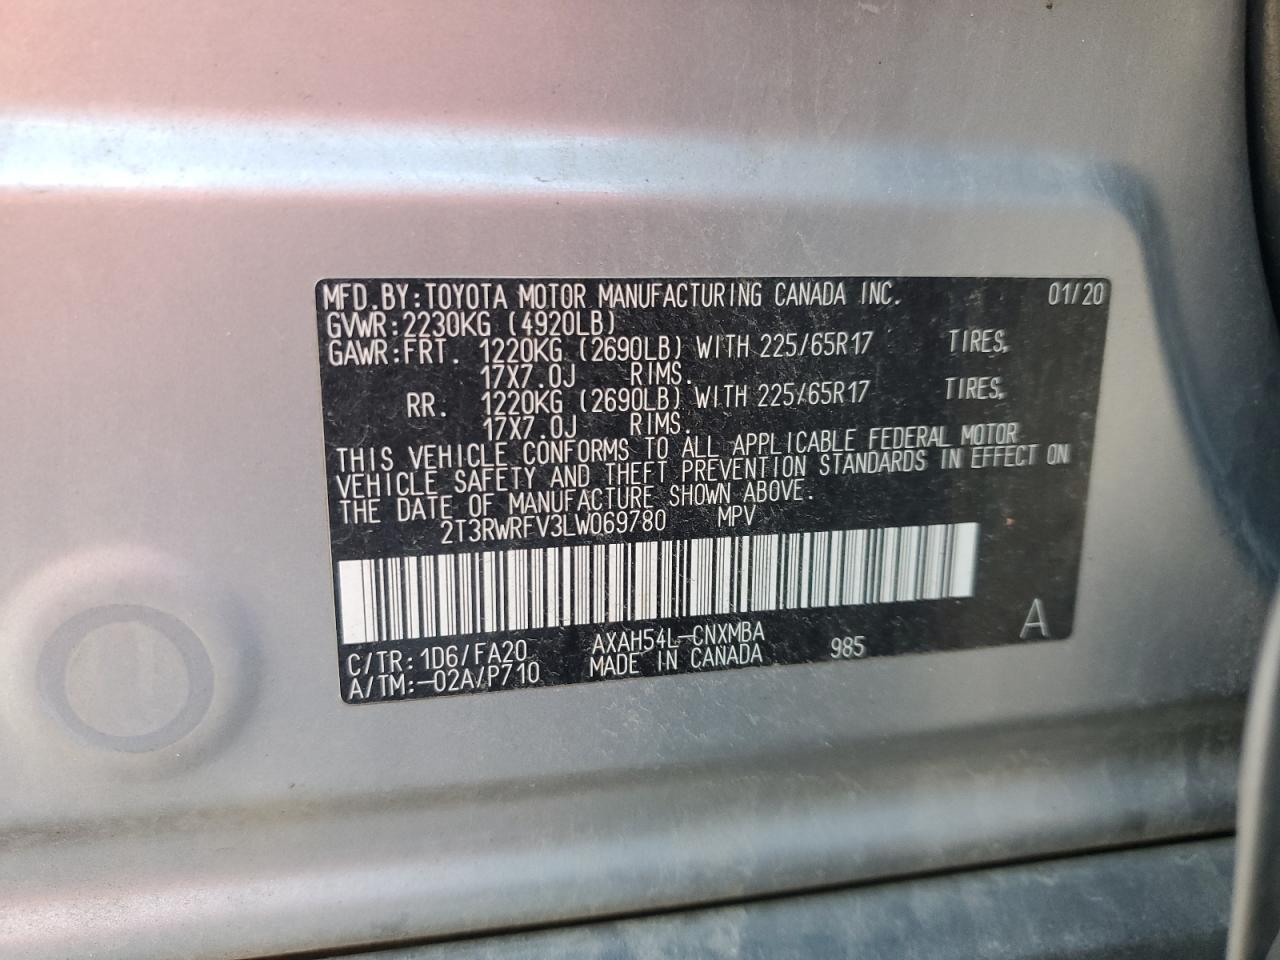 MFD.BY:TOYOTA MOTOR MANUFACTURING CANADA INC. 01/20
GVWR:2230KG (4920LB)
GAWR:FRT. 1220KG (2690LB) WITH 225/65R17 TIRES,
17X7.0J RIMS.
RR. 1220KG (2690LB) WITH 225/65R17 TIRES,
17X7.0J RIMS.
THIS VEHICLE CONFORMS TO ALL APPLICABLE FEDERAL MOTOR
VEHICLE SAFETY AND THEFT PREVENTION STANDARDS IN EFFECT ON
THE DATE OF MANUFACTURE SHOWN ABOVE.
2T3RWRFV3LW069780 MPV
C/TR:1D6/FA20 AXAH54L-CNXMBA 985 A
A/TM:-02A/P710 MADE IN CANADA